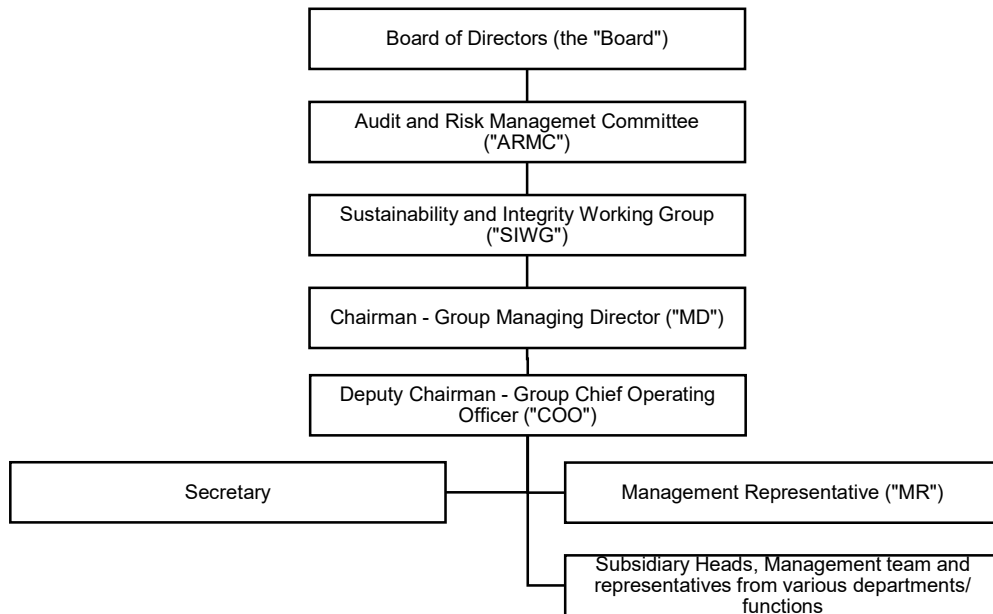 Board of Directors (the "Board")
Audit and Risk Managemet Committee
("ARMC")
Sustainability and Integrity Working Group
("SIWG")
Chairman - Group Managing Director ("MD")
Deputy Chairman - Group Chief Operating
Officer ("COO")
Secretary
Management Representative ("MR")
Subsidiary Heads, Management team and
representatives from various departments/
functions